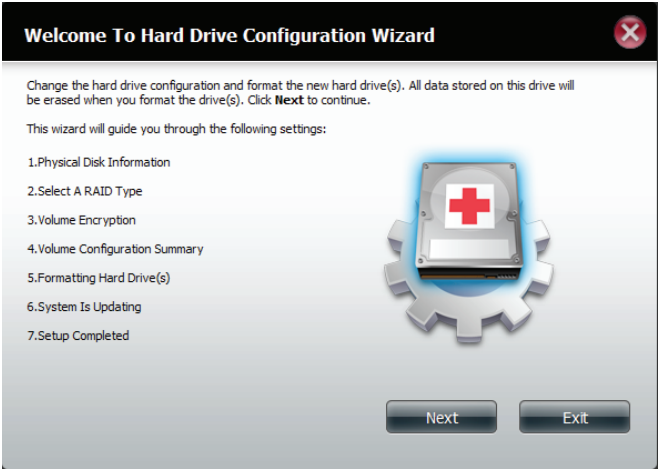 Welcome To Hard Drive Configuration Wizard
Change the hard drive configuration and format the new hard drive(s). All data stored on this drive will
be erased when you format the drive(s). Click Next to continue.
This wizard will guide you through the following settings:
1.Physical Disk Information
2.Select A RAID Type
3.Volume Encryption
4.Volume Configuration Summary
5.Formatting Hard Drive(s)
6.System Is Updating
7.Setup Completed
Next
Exit